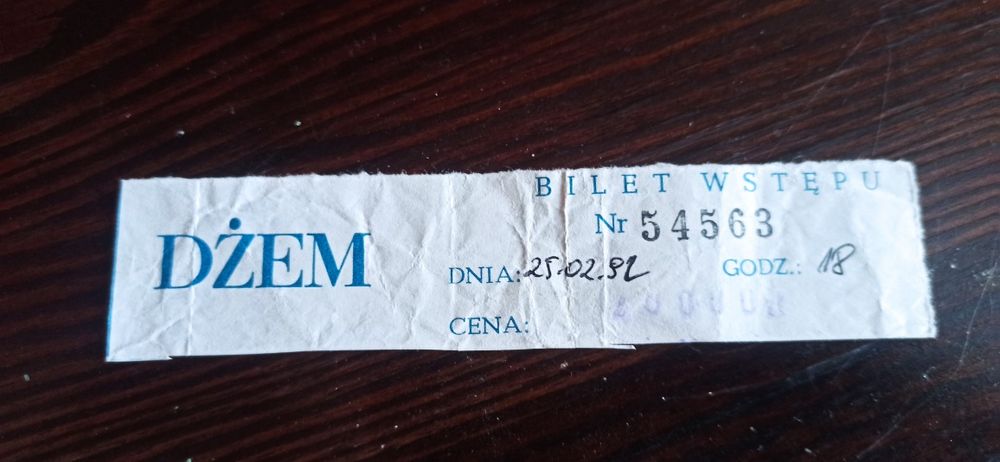 BILET WSTĘPU
Nr 54563
DŻEM
DNIA: 25.02.92 GODZ.: 18
CENA: